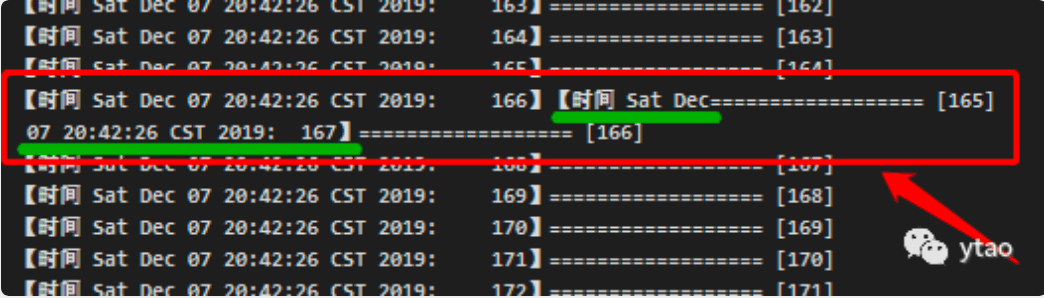 【时间 Sat Dec 07 20:42:26 CST 2019: 163】================== [162]
【时间 Sat Dec 07 20:42:26 CST 2019: 164】================== [163]
【时间 Sat Dec 07 20:42:26 CST 2019: 165】================== [164]
【时间 Sat Dec 07 20:42:26 CST 2019: 166】【时间 Sat Dec================== [165]
07 20:42:26 CST 2019: 167】================== [166]
【时间 Sat Dec 07 20:42:26 CST 2019: 168】================== [167]
【时间 Sat Dec 07 20:42:26 CST 2019: 169】================== [168]
【时间 Sat Dec 07 20:42:26 CST 2019: 170】================== [169]
【时间 Sat Dec 07 20:42:26 CST 2019: 171】================== [170]
【时间 Sat Dec 07 20:42:26 CST 2019: 172】================== [171]
ytao